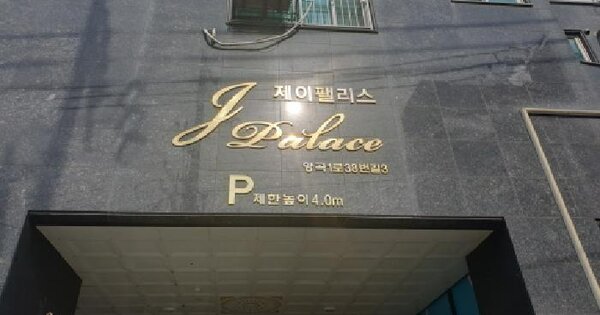 제이팰리스
J Palace
양곡1로38번길3
P 제한높이 4.0m